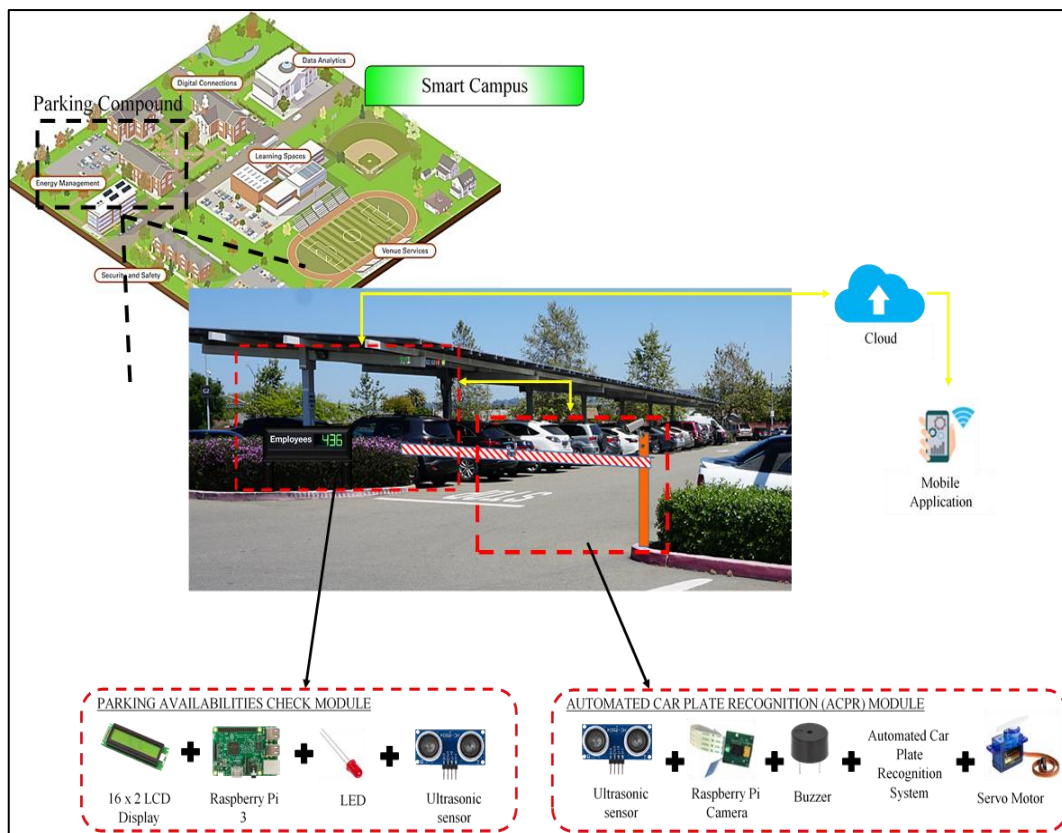 Smart Campus
Parking Compound
Data Analytics
Digital Connections
Learning Spaces
Energy Management
Venue Services
Security and Safety
Cloud
Mobile
Application
Employees 436
STOP
PARKING AVAILABILITIES CHECK MODULE
16 x 2 LCD
Display
Raspberry Pi
3
LED
Ultrasonic
sensor
AUTOMATED CAR PLATE RECOGNITION (ACPR) MODULE
Ultrasonic
sensor
Raspberry Pi
Camera
Buzzer
Automated Car
Plate
Recognition
System
Servo Motor